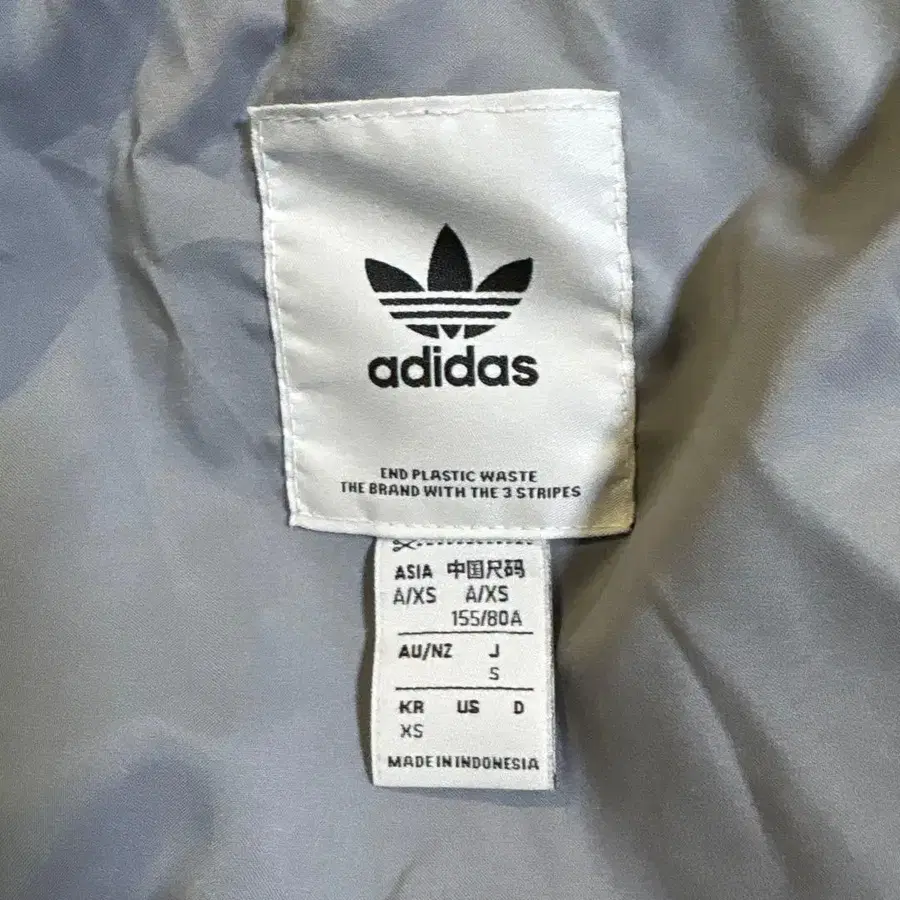 adidas
END PLASTIC WASTE
THE BRAND WITH THE 3 STRIPES
ASIA 中国尺码
A/XS A/XS
155/80A
AU/NZ J
S
KR US D
XS
MADE IN INDONESIA